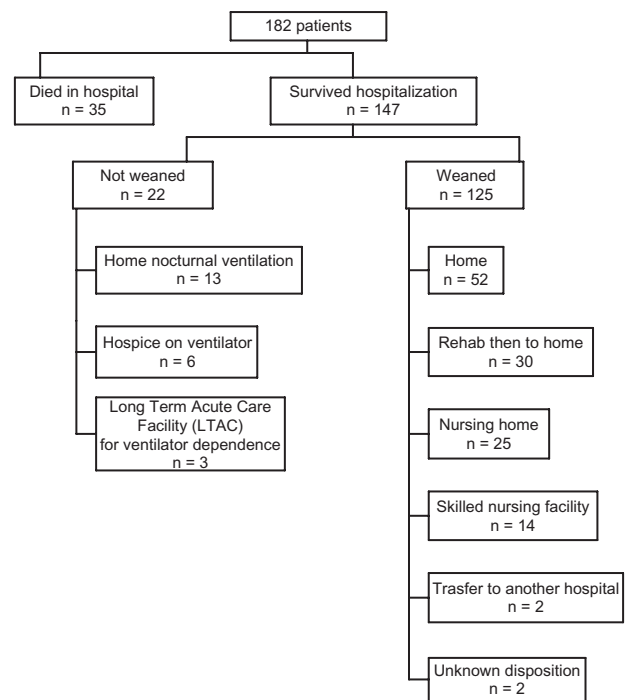 182 patients
Died in hospital
n = 35
Survived hospitalization
n = 147
Not weaned
n = 22
Home nocturnal ventilation
n = 13
Hospice on ventilator
n = 6
Long Term Acute Care
Facility (LTAC)
for ventilator dependence
n = 3
Weaned
n = 125
Home
n = 52
Rehab then to home
n = 30
Nursing home
n = 25
Skilled nursing facility
n = 14
Trasfer to another hospital
n = 2
Unknown disposition
n = 2